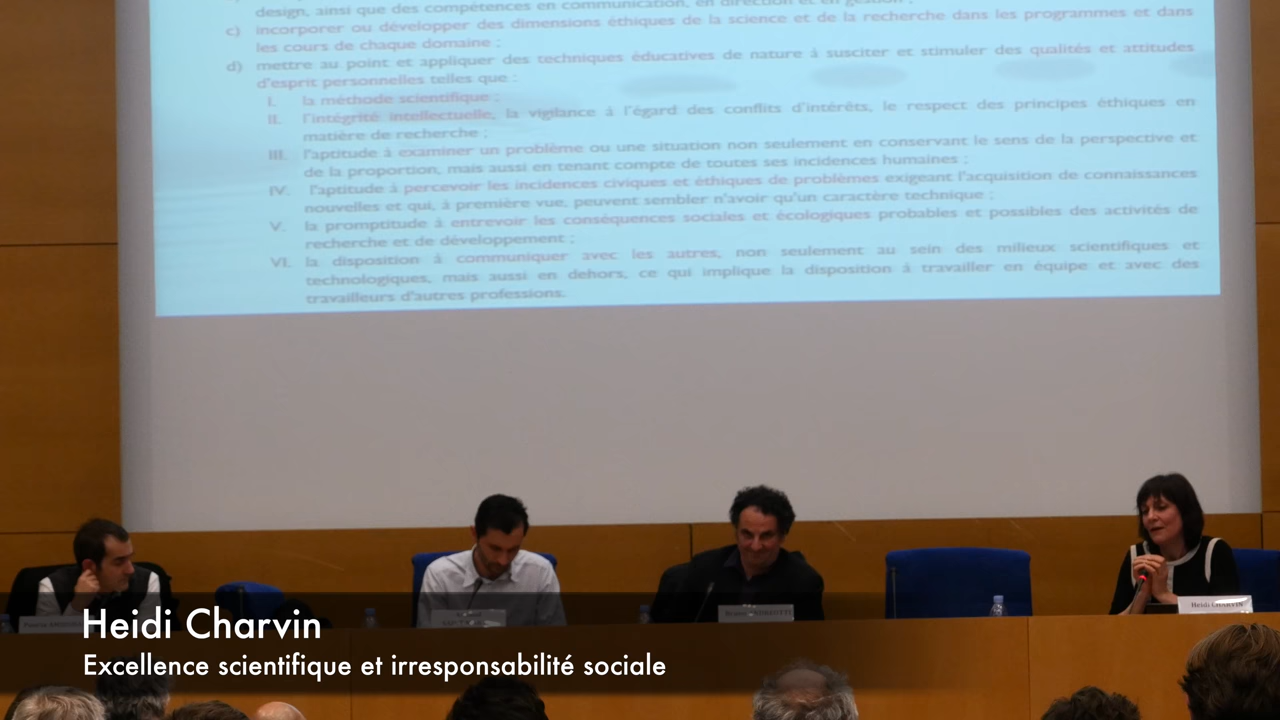 design, ainsi que des compétences en communication, en direction et en gestion ;
c) incorporer ou développer des dimensions éthiques de la science et de la recherche dans les programmes et dans
les cours de chaque domaine ;
d) mettre au point et appliquer des techniques éducatives de nature à susciter et stimuler des qualités et attitudes
d'esprit personnelles telles que :
I. la méthode scientifique ;
II. l'intégrité intellectuelle, la vigilance à l'égard des conflits d'intérêts, le respect des principes éthiques en
matière de recherche ;
III. l'aptitude à examiner un problème ou une situation non seulement en conservant le sens de la perspective et
de la proportion, mais aussi en tenant compte de toutes ses incidences humaines ;
IV. l'aptitude à percevoir les incidences civiques et éthiques de problèmes exigeant l'acquisition de connaissances
nouvelles et qui, à première vue, peuvent sembler n'avoir qu'un caractère technique ;
V. la promptitude à entrevoir les conséquences sociales et écologiques probables et possibles des activités de
recherche et de développement ;
VI. la disposition à communiquer avec les autres, non seulement au sein des milieux scientifiques et
technologiques, mais aussi en dehors, ce qui implique la disposition à travailler en équipe et avec des
travailleurs d'autres professions.
Heidi CHARVIN
Heidi Charvin
Excellence scientifique et irresponsabilité sociale